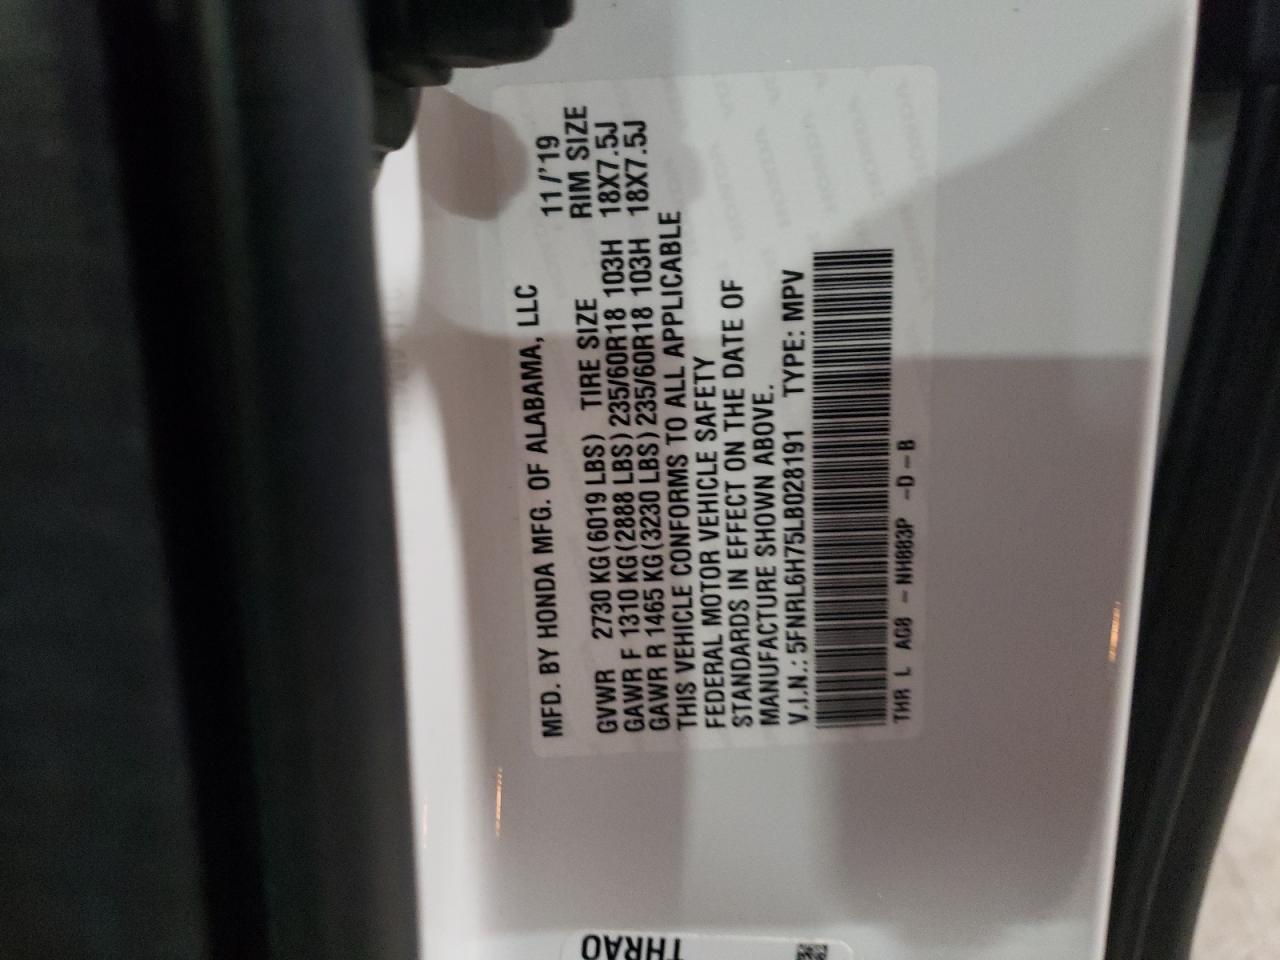 MFD. BY HONDA MFG. OF ALABAMA, LLC 11/'19
GVWR 2730 KG(6019 LBS) TIRE SIZE RIM SIZE
GAWR F 1310 KG(2888 LBS)235/60R18 103H 18X7.5J
GAWR R 1465 KG(3230 LBS)235/60R18 103H 18X7.5J
THIS VEHICLE CONFORMS TO ALL APPLICABLE
FEDERAL MOTOR VEHICLE SAFETY
STANDARDS IN EFFECT ON THE DATE OF
MANUFACTURE SHOWN ABOVE.
V.I.N.: 5FNRL6H75LB028191 TYPE: MPV
THR L AG8 - NH883P -D-B
THRAO